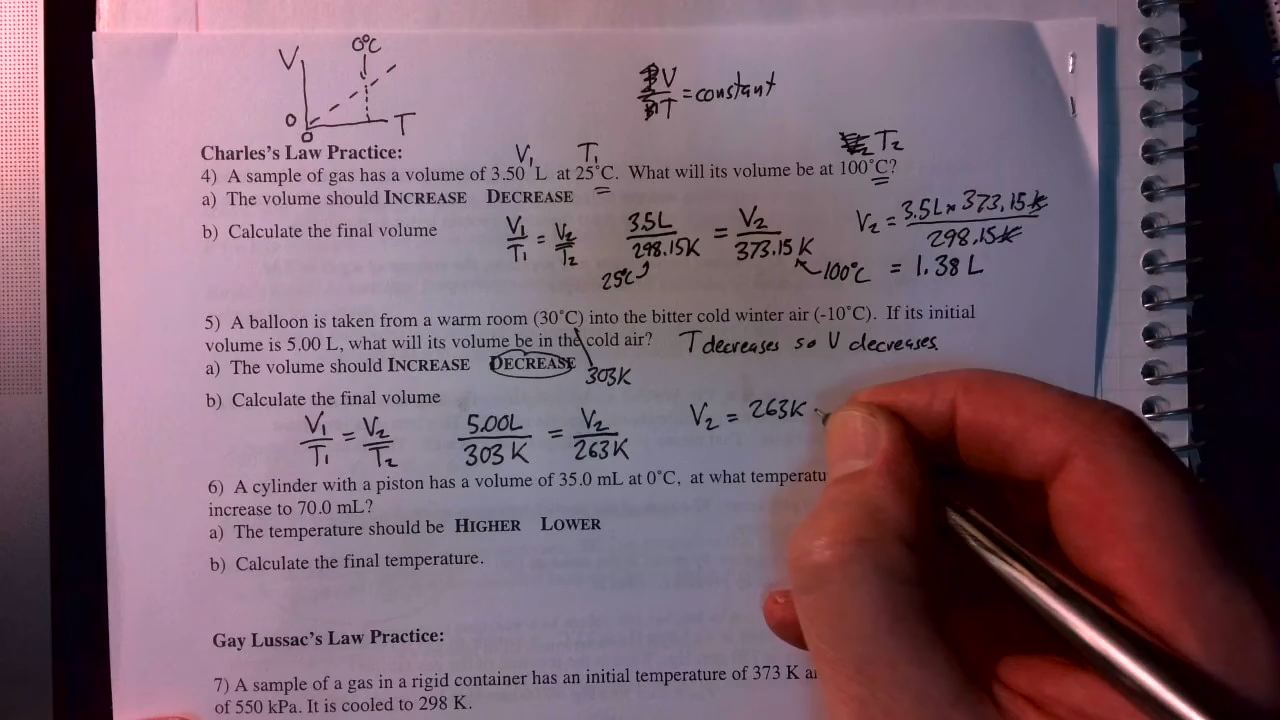 V 0°C
0 T
0
V/T = constant
Charles's Law Practice: V₁ T₁ T₂
4) A sample of gas has a volume of 3.50 L at 25˚C. What will its volume be at 100˚C?
a) The volume should INCREASE DECREASE
b) Calculate the final volume V₁/T₁ = V₂/T₂ 3.5L/298.15K = V₂/373.15 K V₂ = 3.5L × 373.15K/298.15K
25°C 100°C = 1.38 L
5) A balloon is taken from a warm room (30˚C) into the bitter cold winter air (-10˚C). If its initial
volume is 5.00 L, what will its volume be in the cold air? T decreases so V decreases.
a) The volume should INCREASE DECREASE 303K
b) Calculate the final volume
V₁/T₁ = V₂/T₂ 5.00L/303 K = V₂/263K V₂ = 263K
6) A cylinder with a piston has a volume of 35.0 mL at 0˚C, at what temperatu
increase to 70.0 mL?
a) The temperature should be HIGHER LOWER
b) Calculate the final temperature.
Gay Lussac's Law Practice:
7) A sample of a gas in a rigid container has an initial temperature of 373 K
of 550 kPa. It is cooled to 298 K.